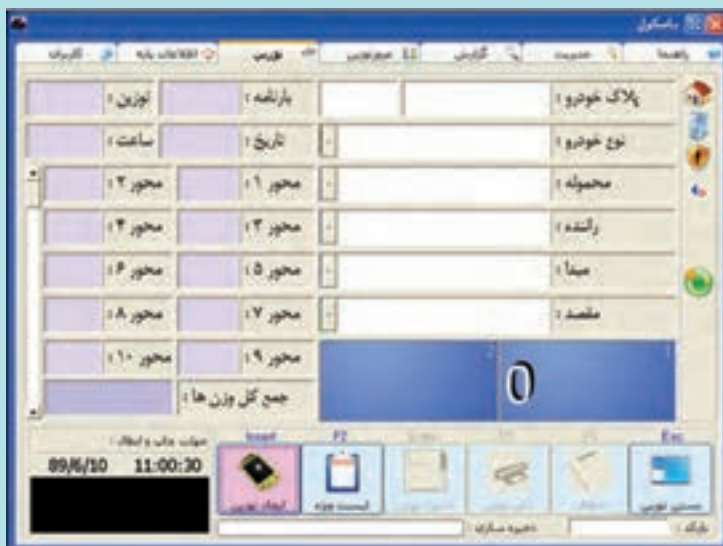 باسکول
راهنما مدیریت گزارش مرور توزین توزین اطلاعات پایه کاربران
پلاک خودرو : بارنامه : توزین :
نوع خودرو : تاریخ : ساعت :
محموله : محور ۱ : محور ۲ :
راننده : محور ۳ : محور ۴ :
مبدأ : محور ۵ : محور ۶ :
مقصد : محور ۷ : محور ۸ :
0 محور ۹ : محور ۱۰ :
جمع کل وزن ها :
Esc F2 Insert
89/6/10 11:00:30
لیست ویژه ایجاد توزین
بارکد : ذخیره سازی :